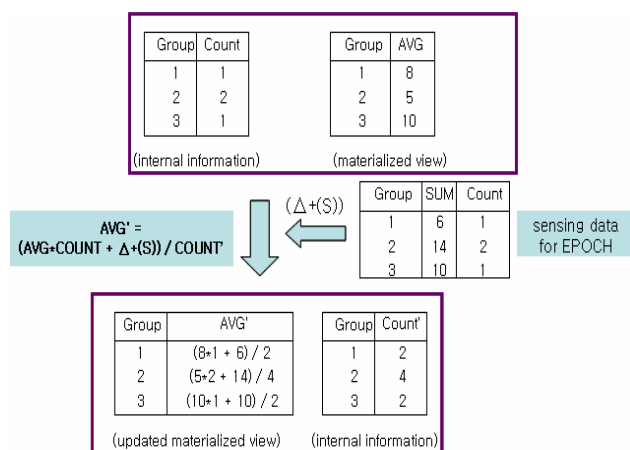 Group Count
1 1
2 2
3 1
(internal information)
Group AVG
1 8
2 5
3 10
(materialized view)
AVG' =
(AVG*COUNT + Δ+(S)) / COUNT'
(Δ+(S))
Group SUM Count
1 6 1
2 14 2
3 10 1
sensing data
for EPOCH
Group AVG'
1 (8*1 + 6) / 2
2 (5*2 + 14) / 4
3 (10*1 + 10) / 2
(updated materialized view)
Group Count'
1 2
2 4
3 2
(internal information)